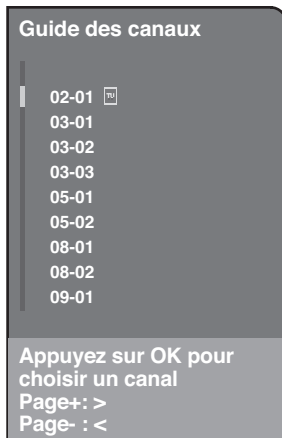 Guide des canaux
02-01 TV
03-01
03-02
03-03
05-01
05-02
08-01
08-02
09-01
Appuyez sur OK pour
choisir un canal
Page+: >
Page- : <